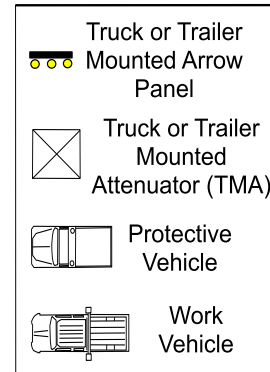 Truck or Trailer
Mounted Arrow
Panel
Truck or Trailer
Mounted
Attenuator (TMA)
Protective
Vehicle
Work
Vehicle